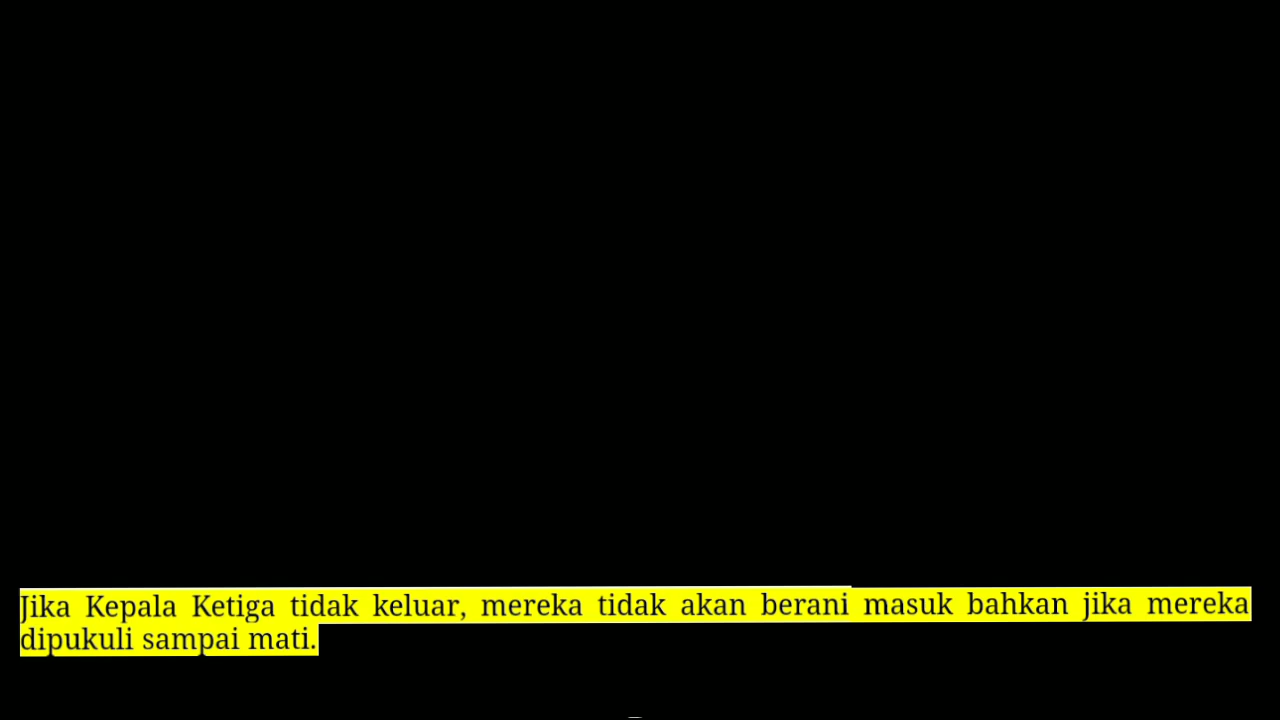 Jika Kepala Ketiga tidak keluar, mereka tidak akan berani masuk bahkan jika mereka
dipukuli sampai mati.